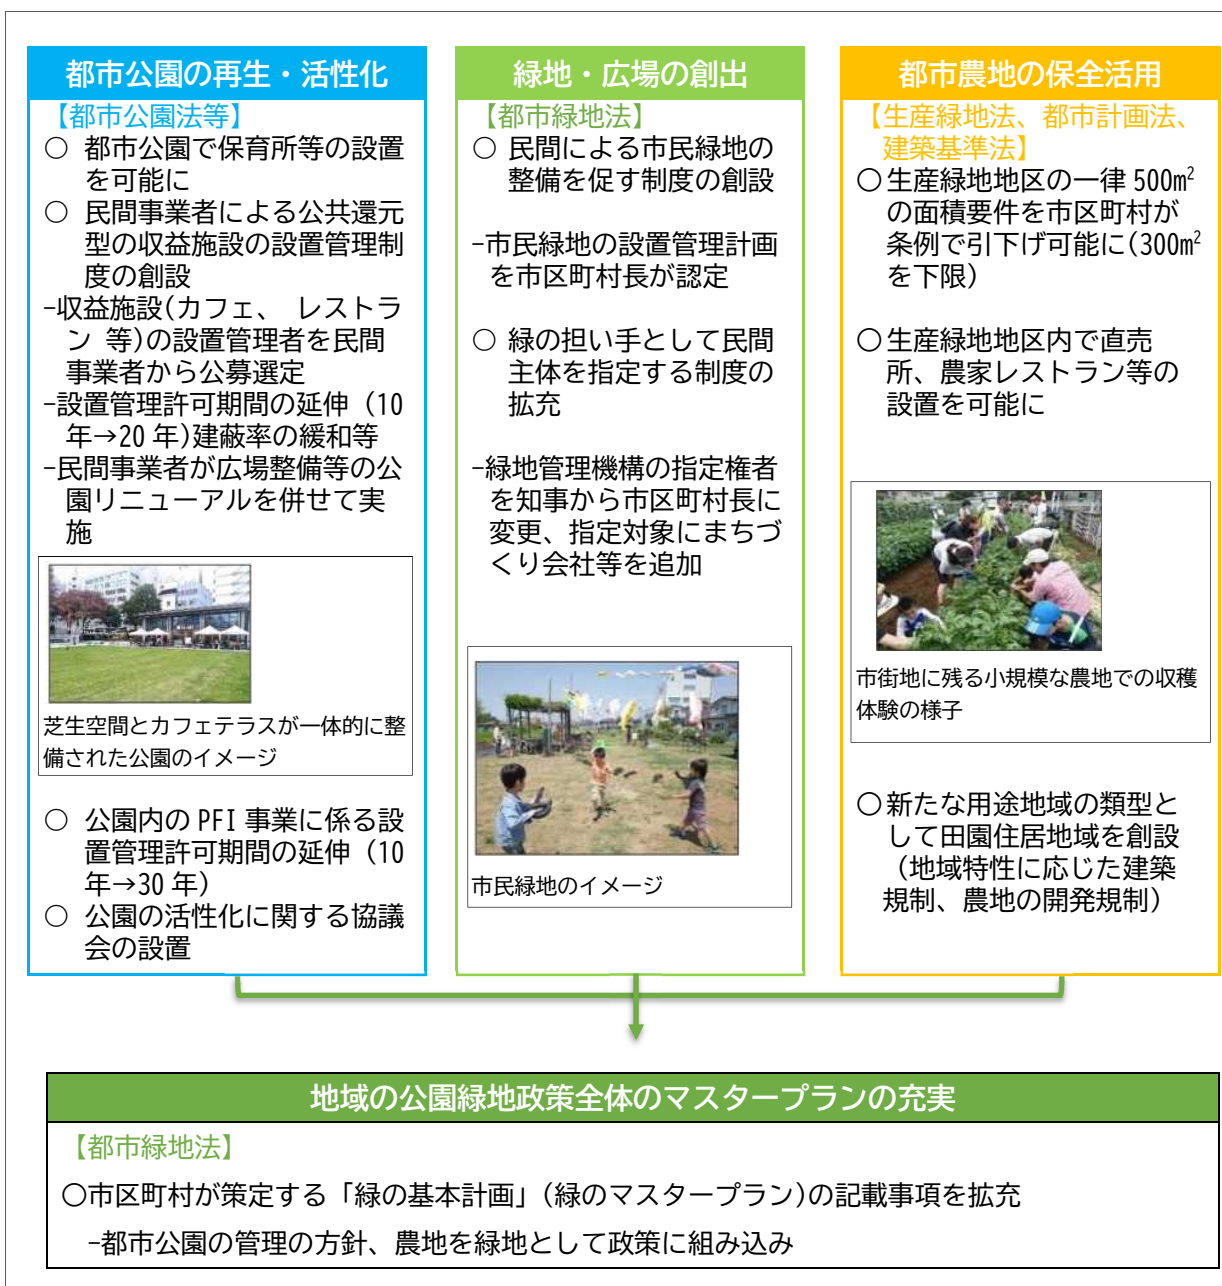 都市公園の再生・活性化
【都市公園法等】
○ 都市公園で保育所等の設置
を可能に
○ 民間事業者による公共還元
型の収益施設の設置管理制
度の創設
-収益施設(カフェ、 レストラ
ン 等)の設置管理者を民間
事業者から公募選定
-設置管理許可期間の延伸（10
年→20 年)建蔽率の緩和等
-民間事業者が広場整備等の公
園リニューアルを併せて実
施
芝生空間とカフェテラスが一体的に整
備された公園のイメージ
○ 公園内の PFI 事業に係る設
置管理許可期間の延伸（10
年→30 年）
○ 公園の活性化に関する協議
会の設置
緑地・広場の創出
【都市緑地法】
○ 民間による市民緑地の
整備を促す制度の創設
-市民緑地の設置管理計画
を市区町村長が認定
○ 緑の担い手として民間
主体を指定する制度の
拡充
-緑地管理機構の指定権者
を知事から市区町村長に
変更、指定対象にまちづ
くり会社等を追加
市民緑地のイメージ
都市農地の保全活用
【生産緑地法、都市計画法、
建築基準法】
○生産緑地地区の一律 500m²
の面積要件を市区町村が
条例で引下げ可能に(300m²
を下限)
○生産緑地地区内で直売
所、農家レストラン等の
設置を可能に
市街地に残る小規模な農地での収穫
体験の様子
○新たな用途地域の類型と
して田園住居地域を創設
（地域特性に応じた建築
規制、農地の開発規制）
地域の公園緑地政策全体のマスタープランの充実
【都市緑地法】
○市区町村が策定する「緑の基本計画」(緑のマスタープラン)の記載事項を拡充
-都市公園の管理の方針、農地を緑地として政策に組み込み